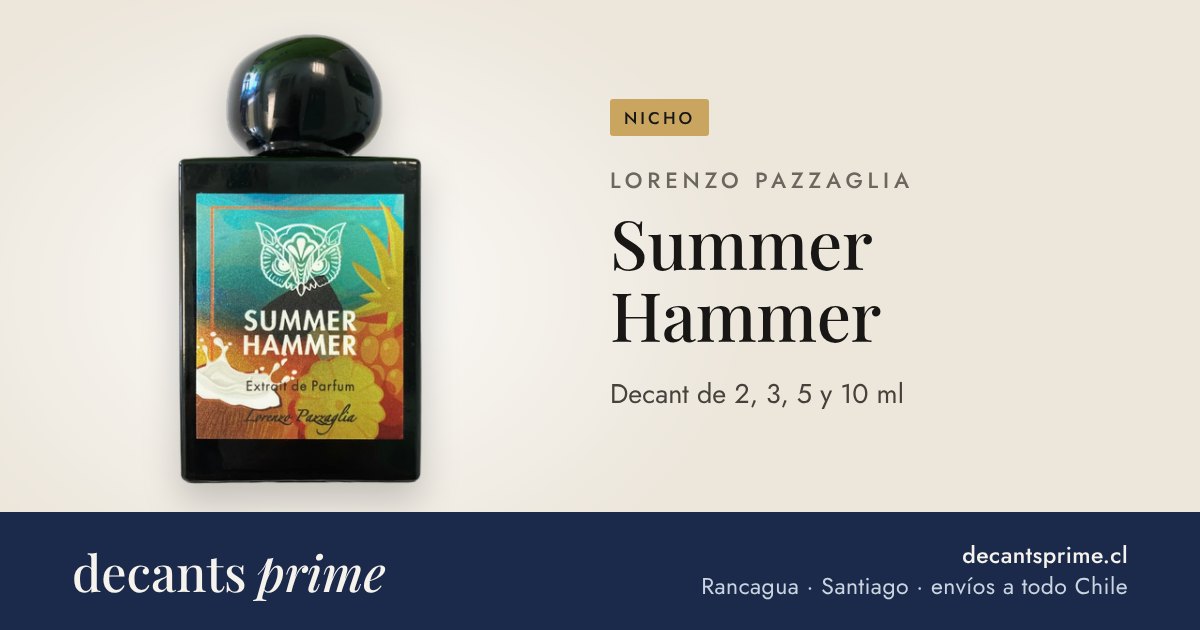 SUMMER
HAMMER
Extrait de Parfum
Lorenzo Pazzaglia
NICHO
LORENZO PAZZAGLIA
Summer
Hammer
Decant de 2, 3, 5 y 10 ml
decants prime
decantsprime.cl
Rancagua · Santiago · envíos a todo Chile